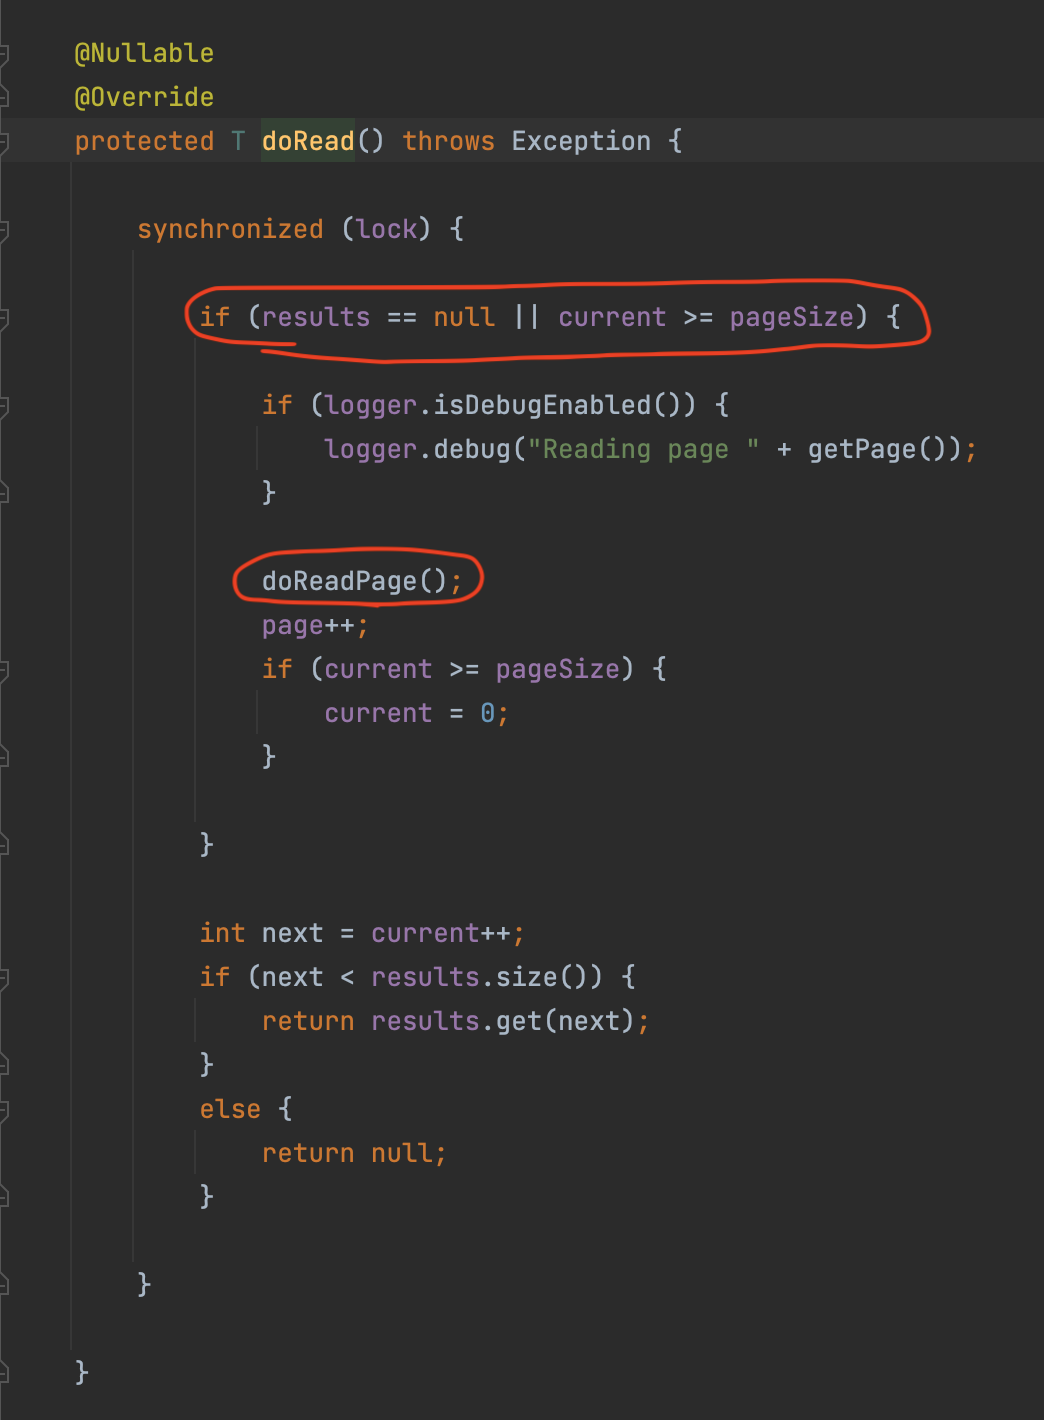 @Nullable
@Override
protected T doRead() throws Exception {
synchronized (lock) {
if (results == null || current >= pageSize) {
if (logger.isDebugEnabled()) {
logger.debug("Reading page " + getPage());
}
doReadPage();
page++;
if (current >= pageSize) {
current = 0;
}
}
int next = current++;
if (next < results.size()) {
return results.get(next);
}
else {
return null;
}
}
}